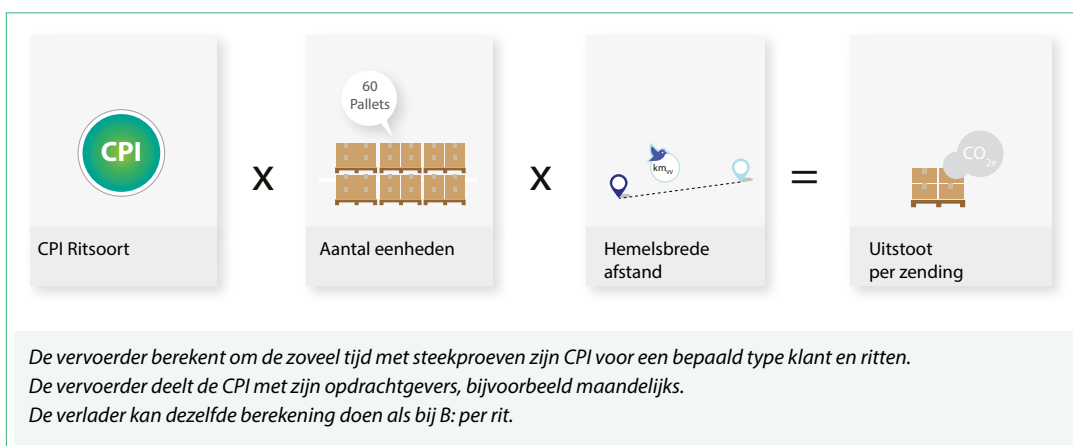 60
Pallets
CPI
x
x
km_vv
=
CO2e
CPI Ritsoort
Aantal eenheden
Hemelsbrede
afstand
Uitstoot
per zending
De vervoerder berekent om de zoveel tijd met steekproeven zijn CPI voor een bepaald type klant en ritten.
De vervoerder deelt de CPI met zijn opdrachtgevers, bijvoorbeeld maandelijks.
De verlader kan dezelfde berekening doen als bij B: per rit.